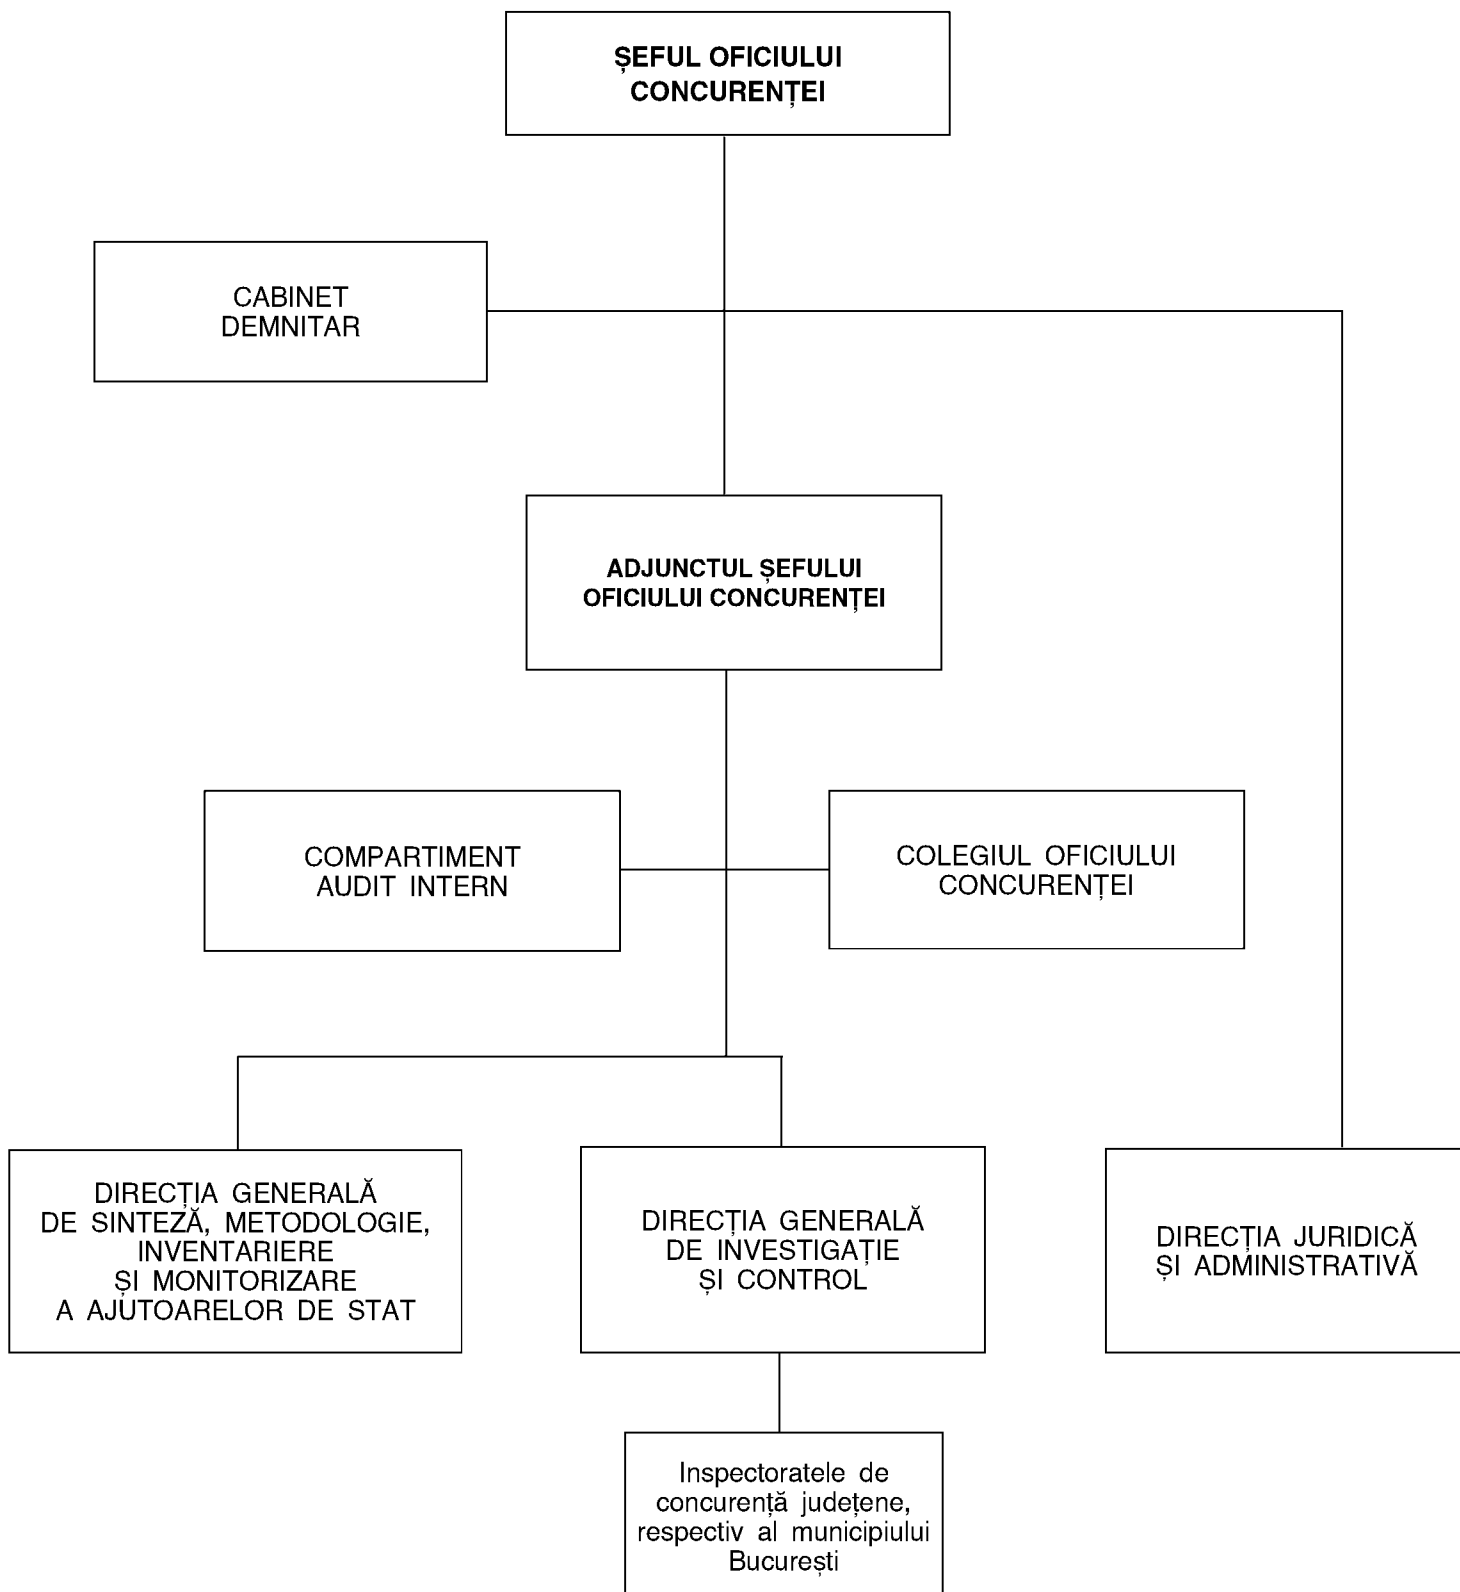 ȘEFUL OFICIULUI
CONCURENȚEI
CABINET
DEMNITAR
ADJUNCTUL ȘEFULUI
OFICIULUI CONCURENȚEI
COMPARTIMENT
AUDIT INTERN
COLEGIUL OFICIULUI
CONCURENȚEI
DIRECȚIA GENERALĂ
DE SINTEZĂ, METODOLOGIE,
INVENTARIERE
ȘI MONITORIZARE
A AJUTOARELOR DE STAT
DIRECȚIA GENERALĂ
DE INVESTIGAȚIE
ȘI CONTROL
DIRECȚIA JURIDICĂ
ȘI ADMINISTRATIVĂ
Inspectoratele de
concurență județene,
respectiv al municipiului
București